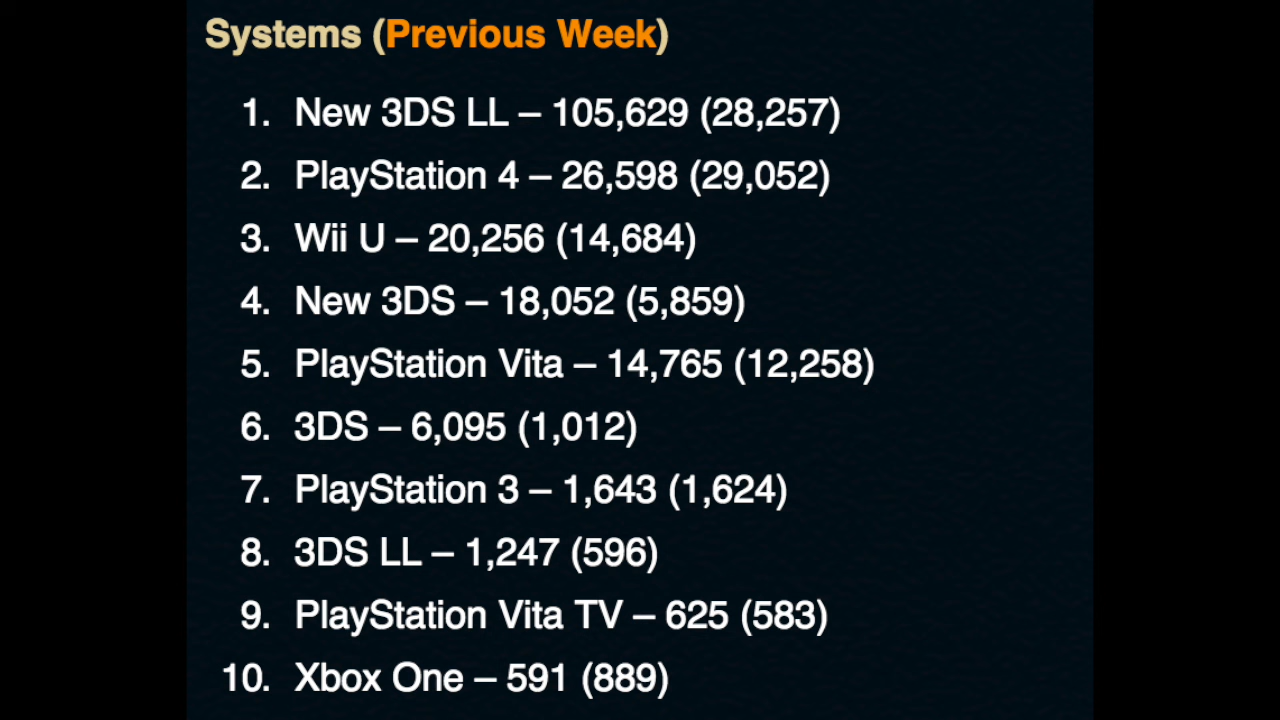 Systems (Previous Week)
1. New 3DS LL – 105,629 (28,257)
2. PlayStation 4 – 26,598 (29,052)
3. Wii U – 20,256 (14,684)
4. New 3DS – 18,052 (5,859)
5. PlayStation Vita – 14,765 (12,258)
6. 3DS – 6,095 (1,012)
7. PlayStation 3 – 1,643 (1,624)
8. 3DS LL – 1,247 (596)
9. PlayStation Vita TV – 625 (583)
10. Xbox One – 591 (889)